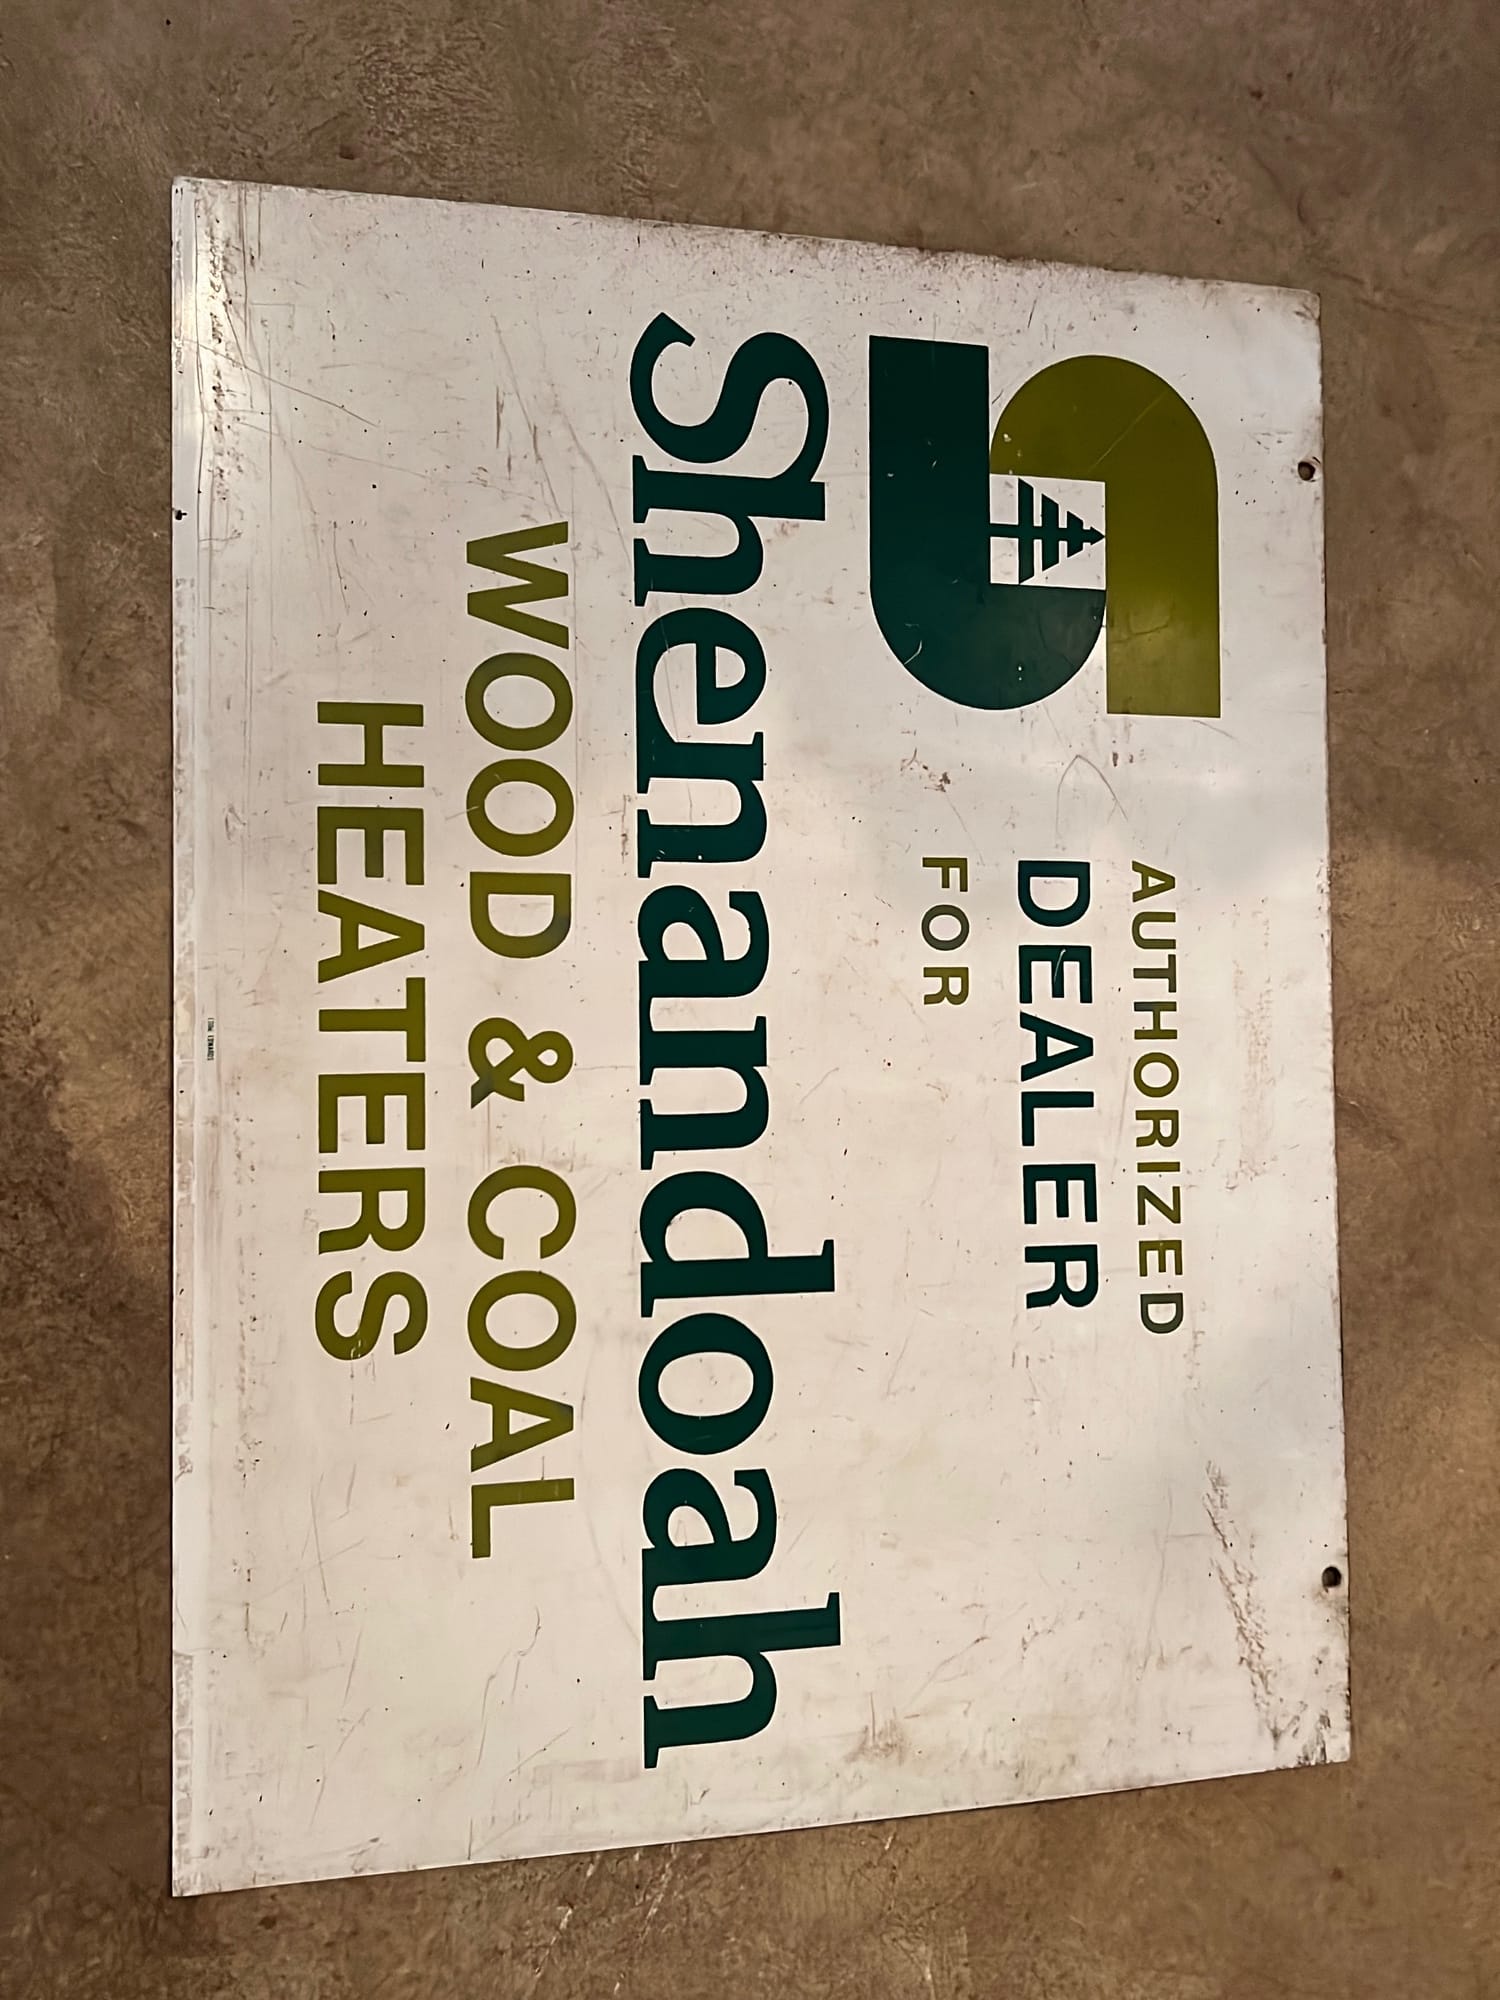 AUTHORIZED
DEALER
FOR
Shenandoah
WOOD & COAL
HEATERS